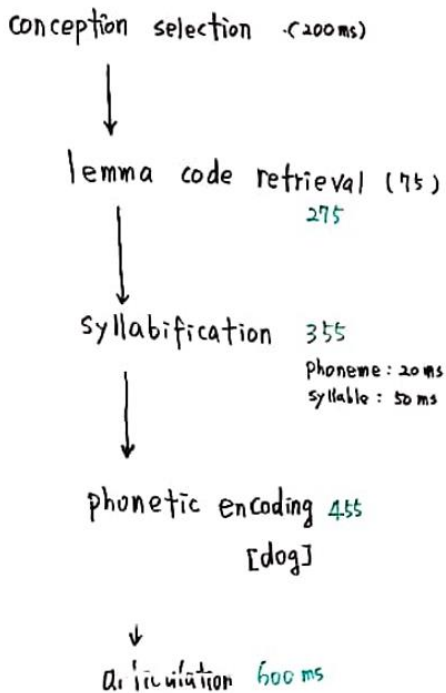 conception selection (200ms)
lemma code retrieval (75)
275
syllabification 355
phoneme : 20 ms
syllable : 50 ms
phonetic encoding 455
[dog]
600 ms